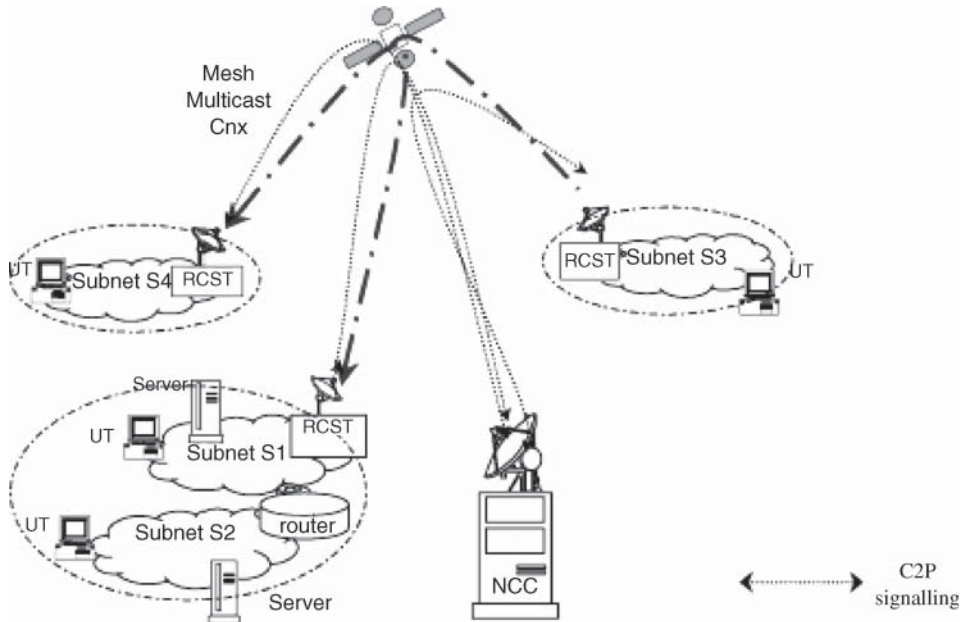 Mesh
Multicast
Cnx
UT
Subnet S4
RCST
RCST
Subnet S3
UT
Server
RCST
UT
Subnet S1
UT
Subnet S2
router
Server
NCC
C2P
signalling